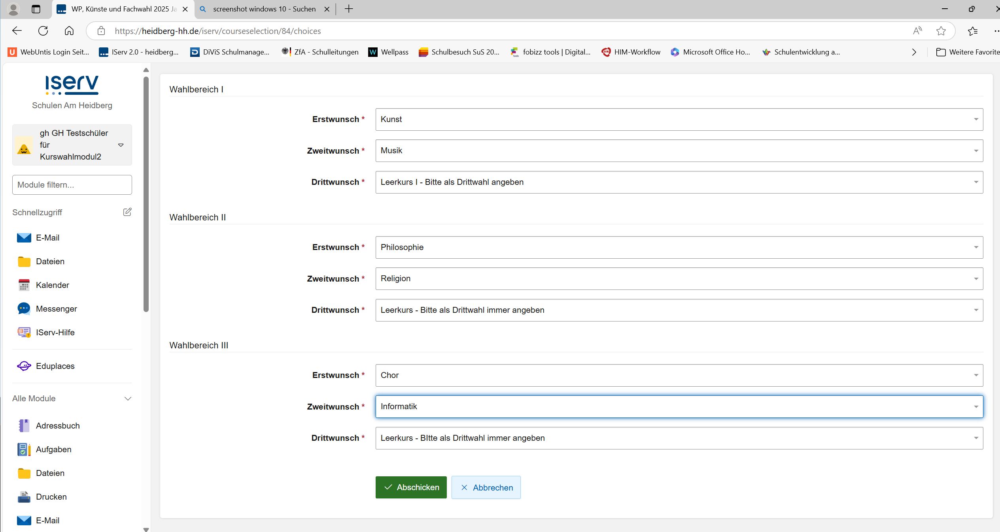 WP, Künste und Fachwahl 2025 Ja
screenshot windows 10 - Suchen
https://heidberg-hh.de/iserv/courseselection/84/choices
WebUntis Login Seit...
IServ 2.0 - heidberg...
DiViS Schulmanage...
ZfA - Schulleitungen
Wellpass
Schulbesuch SuS 20...
fobizz tools | Digital...
HIM-Workflow
Microsoft Office Ho...
Schulentwicklung a...
Weitere Favorite
Iserv
Schulen Am Heidberg
gh GH Testschüler
für
Kurswahlmodul2
Module filtern...
Schnellzugriff
E-Mail
Dateien
Kalender
Messenger
IServ-Hilfe
Eduplaces
Alle Module
Adressbuch
Aufgaben
Dateien
Drucken
E-Mail
Wahlbereich I
Erstwunsch * Kunst
Zweitwunsch * Musik
Drittwunsch * Leerkurs I - Bitte als Drittwahl angeben
Wahlbereich II
Erstwunsch * Philosophie
Zweitwunsch * Religion
Drittwunsch * Leerkurs - Bitte als Drittwahl immer angeben
Wahlbereich III
Erstwunsch * Chor
Zweitwunsch * Informatik
Drittwunsch * Leerkurs - BItte als Drittwahl immer angeben
Abschicken
Abbrechen